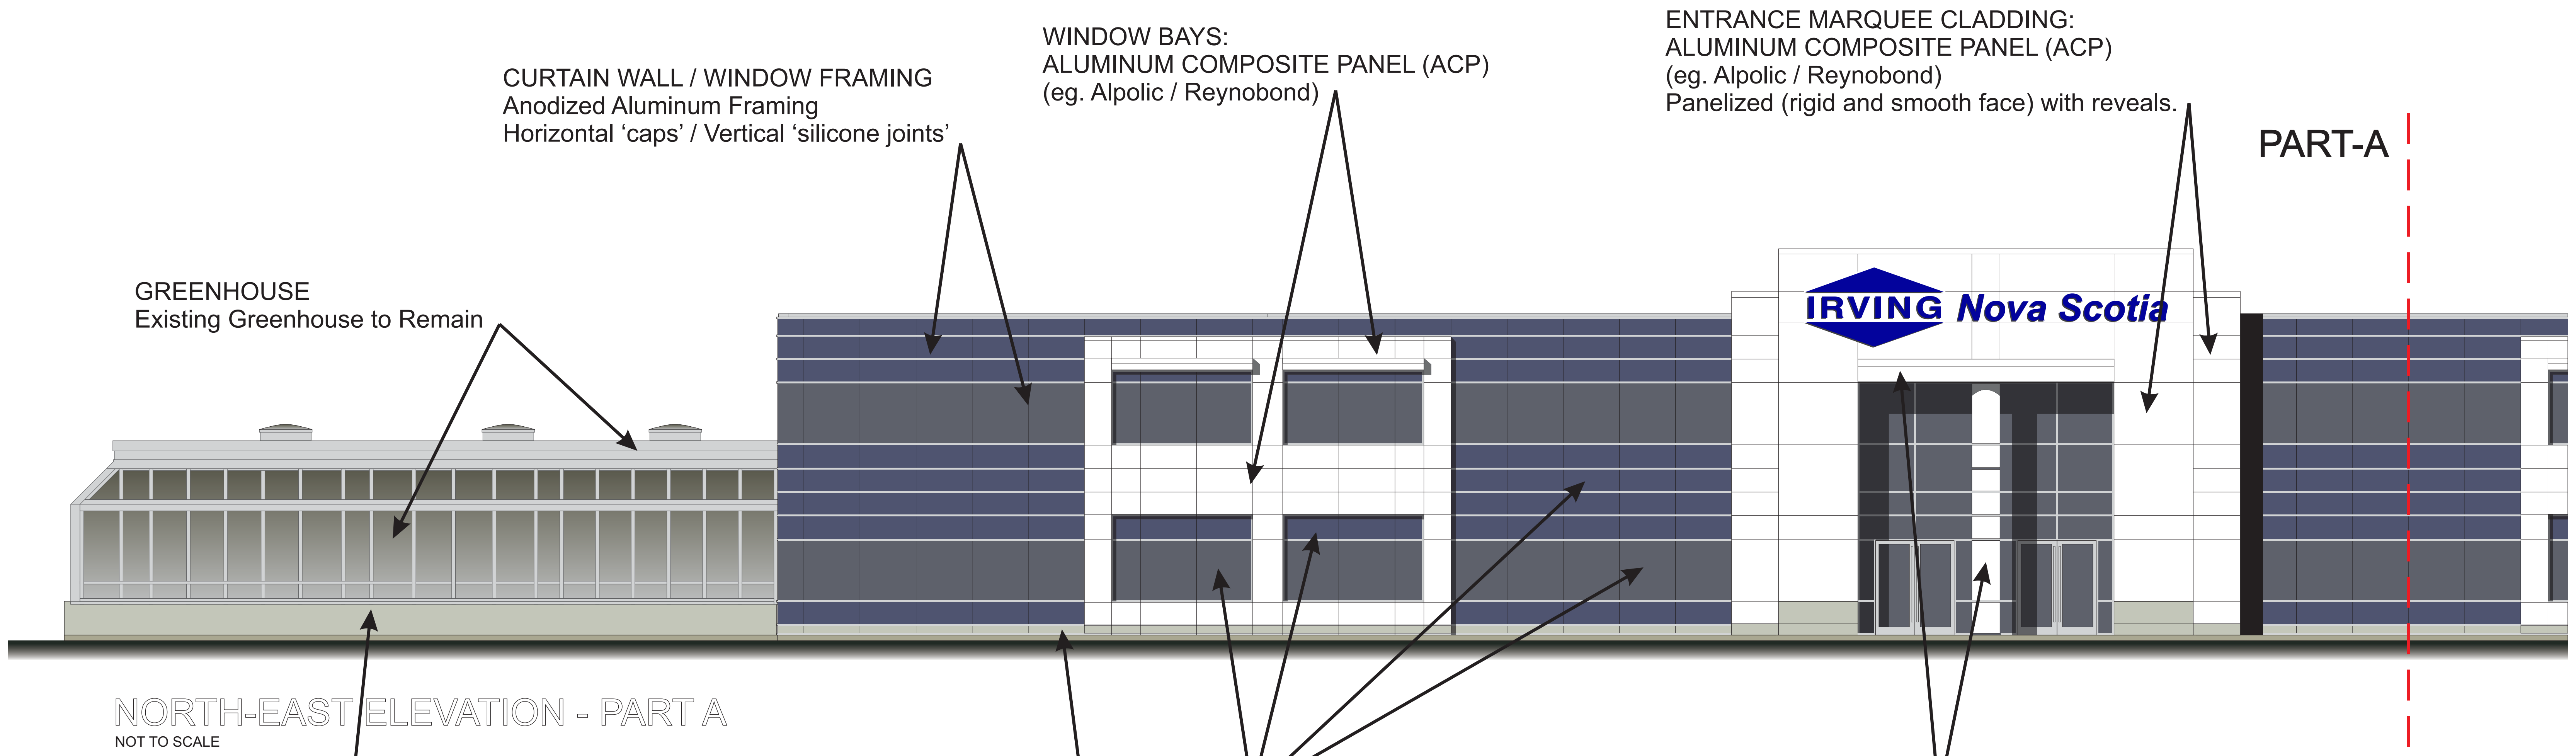 ENTRANCE MARQUEE CLADDING:
ALUMINUM COMPOSITE PANEL (ACP)
(eg. Alpolic / Reynobond)
Panelized (rigid and smooth face) with reveals.
WINDOW BAYS:
ALUMINUM COMPOSITE PANEL (ACP)
(eg. Alpolic / Reynobond)
CURTAIN WALL / WINDOW FRAMING
Anodized Aluminum Framing
Horizontal ‘caps’ / Vertical ‘silicone joints’
PART-A
GREENHOUSE
Existing Greenhouse to Remain
IRVING Nova Scotia
NORTH-EAST ELEVATION - PART A
NOT TO SCALE